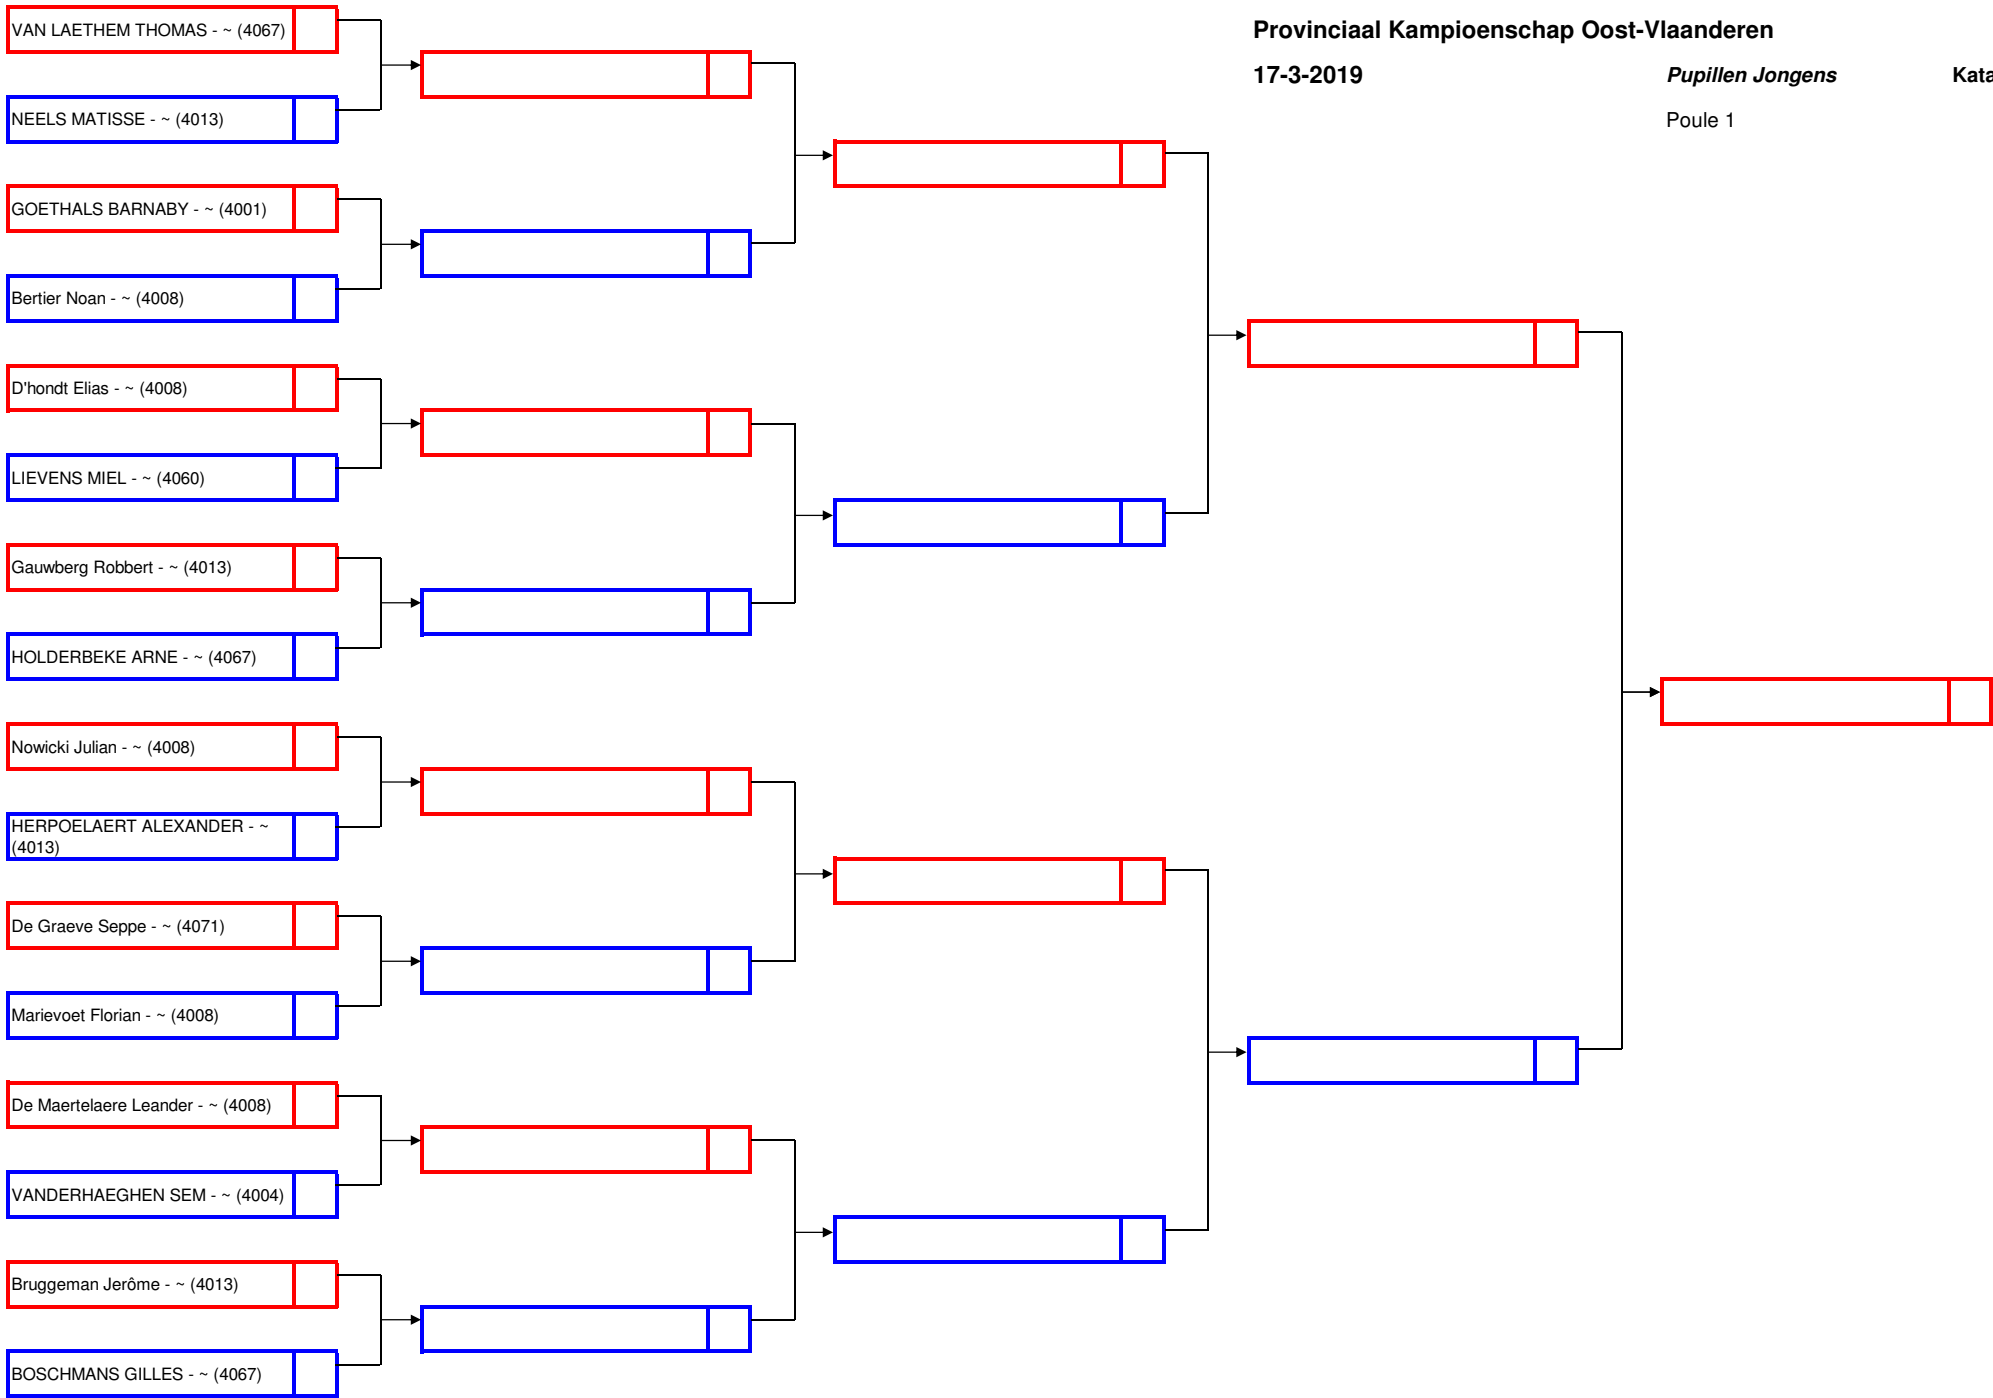 Provinciaal Kampioenschap Oost-Vlaanderen
17-3-2019
Pupillen Jongens
Kata
Poule 1
VAN LAETHEM THOMAS - ~ (4067)
NEELS MATISSE - ~ (4013)
GOETHALS BARNABY - ~ (4001)
Bertier Noan - ~ (4008)
D'hondt Elias - ~ (4008)
LIEVENS MIEL - ~ (4060)
Gauwberg Robbert - ~ (4013)
HOLDERBEKE ARNE - ~ (4067)
Nowicki Julian - ~ (4008)
HERPOELAERT ALEXANDER - ~
(4013)
De Graeve Seppe - ~ (4071)
Marievoet Florian - ~ (4008)
De Maertelaere Leander - ~ (4008)
VANDERHAEGHEN SEM - ~ (4004)
Bruggeman Jerôme - ~ (4013)
BOSCHMANS GILLES - ~ (4067)